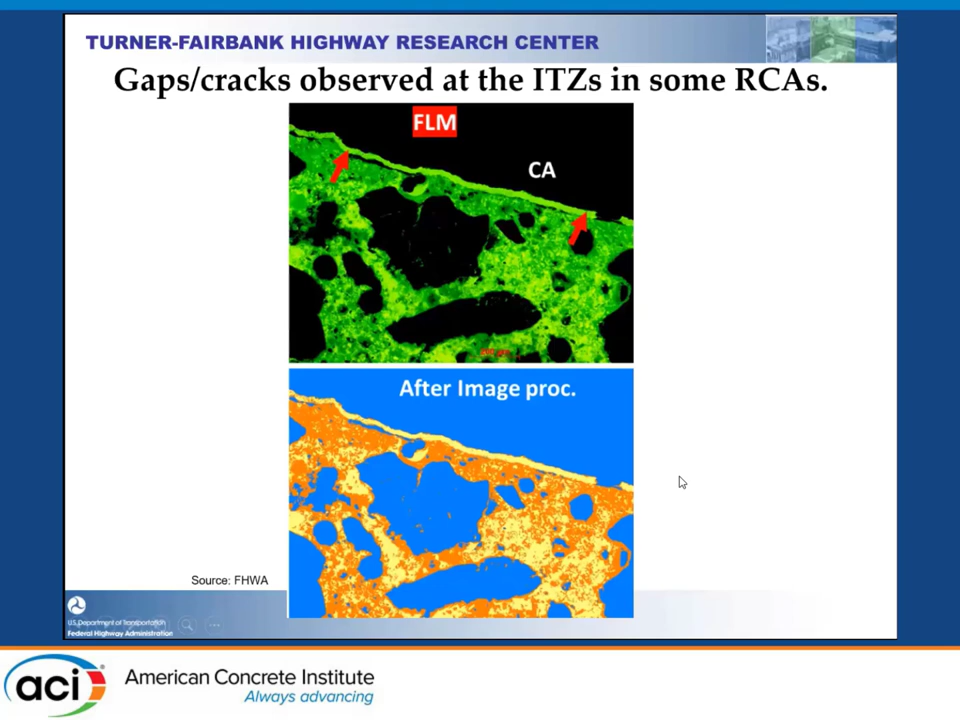 TURNER-FAIRBANK HIGHWAY RESEARCH CENTER
Gaps/cracks observed at the ITZs in some RCAs.
FLM
CA
After Image proc.
Source: FHWA
U.S. Department of Transportation
Federal Highway Administration
aci
American Concrete Institute
Always advancing